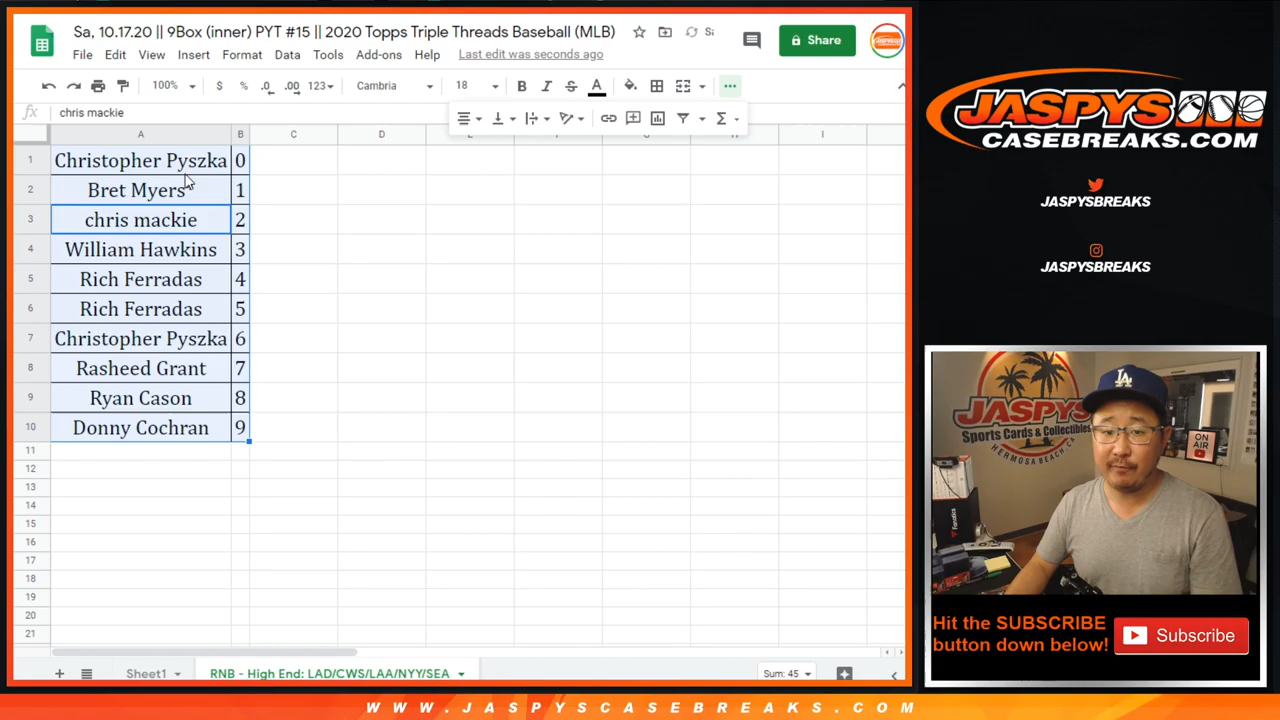 Sa, 10.17.20 || 9Box (inner) PYT #15 || 2020 Topps Triple Threads Baseball (MLB)
File Edit View Insert Format Data Tools Add-ons Help Last edit was seconds ago
Share
100% $ % .0 .00 123 Cambria 18 B I S A
fx chris mackie
A B C D
1 Christopher Pyszka 0
2 Bret Myers 1
3 chris mackie 2
4 William Hawkins 3
5 Rich Ferradas 4
6 Rich Ferradas 5
7 Christopher Pyszka 6
8 Rasheed Grant 7
9 Ryan Cason 8
10 Donny Cochran 9
11
12
13
14
15
16
17
18
19
20
21
Sheet1 RNB - High End: LAD/CWS/LAA/NYY/SEA Sum: 45
JASPYS
CASEBREAKS.COM
JASPYSBREAKS
JASPYSBREAKS
JASPYS
Sports Cards & Collectibles
HERMOSA BEACH, CA
LA
ON
AIR
Fanatics
Hit the SUBSCRIBE
button down below!
Subscribe
WWW.JASPYSCASEBREAKS.COM